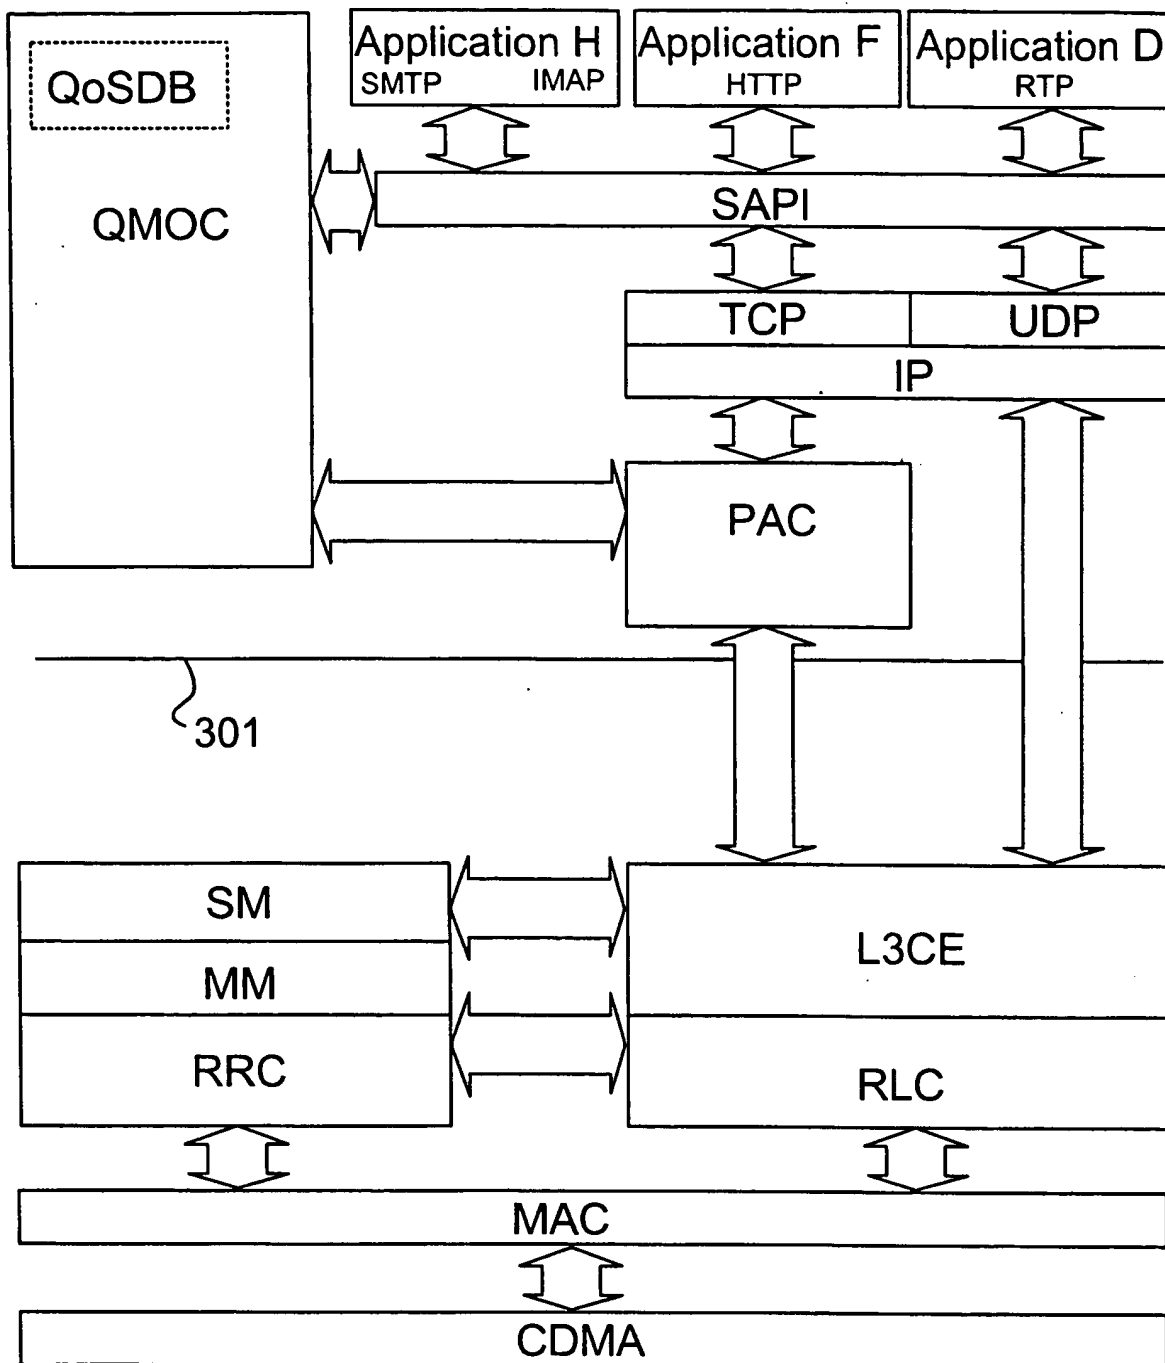 Application H
SMTP IMAP
Application F
HTTP
Application D
RTP
QoSDB
QMOC
SAPI
TCP
UDP
IP
PAC
301
SM
MM
RRC
L3CE
RLC
MAC
CDMA